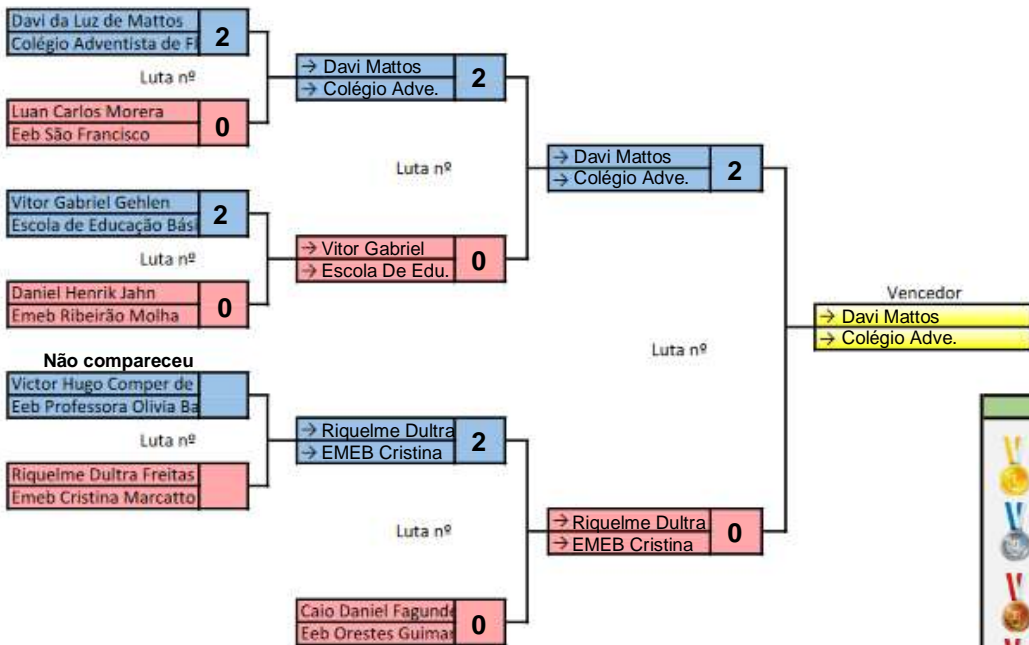 Davi da Luz de Mattos
Colégio Adventista de Fl
2
Luta nº
Luan Carlos Morera
Eeb São Francisco
0
→ Davi Mattos
→ Colégio Adve.
2
Luta nº
Vitor Gabriel Gehlen
Escola de Educação Bási
2
Luta nº
Daniel Henrik Jahn
Emeb Ribeirão Molha
0
→ Vitor Gabriel
→ Escola De Edu.
0
→ Davi Mattos
→ Colégio Adve.
2
Luta nº
Vencedor
→ Davi Mattos
→ Colégio Adve.
Não compareceu
Victor Hugo Comper de
Eeb Professora Olivia Ba
Luta nº
Riquelme Dultra Freitas
Emeb Cristina Marcatto
→ Riquelme Dultra
→ EMEB Cristina
2
Luta nº
Caio Daniel Fagunde
Eeb Orestes Guimar
0
→ Riquelme Dultra
→ EMEB Cristina
0